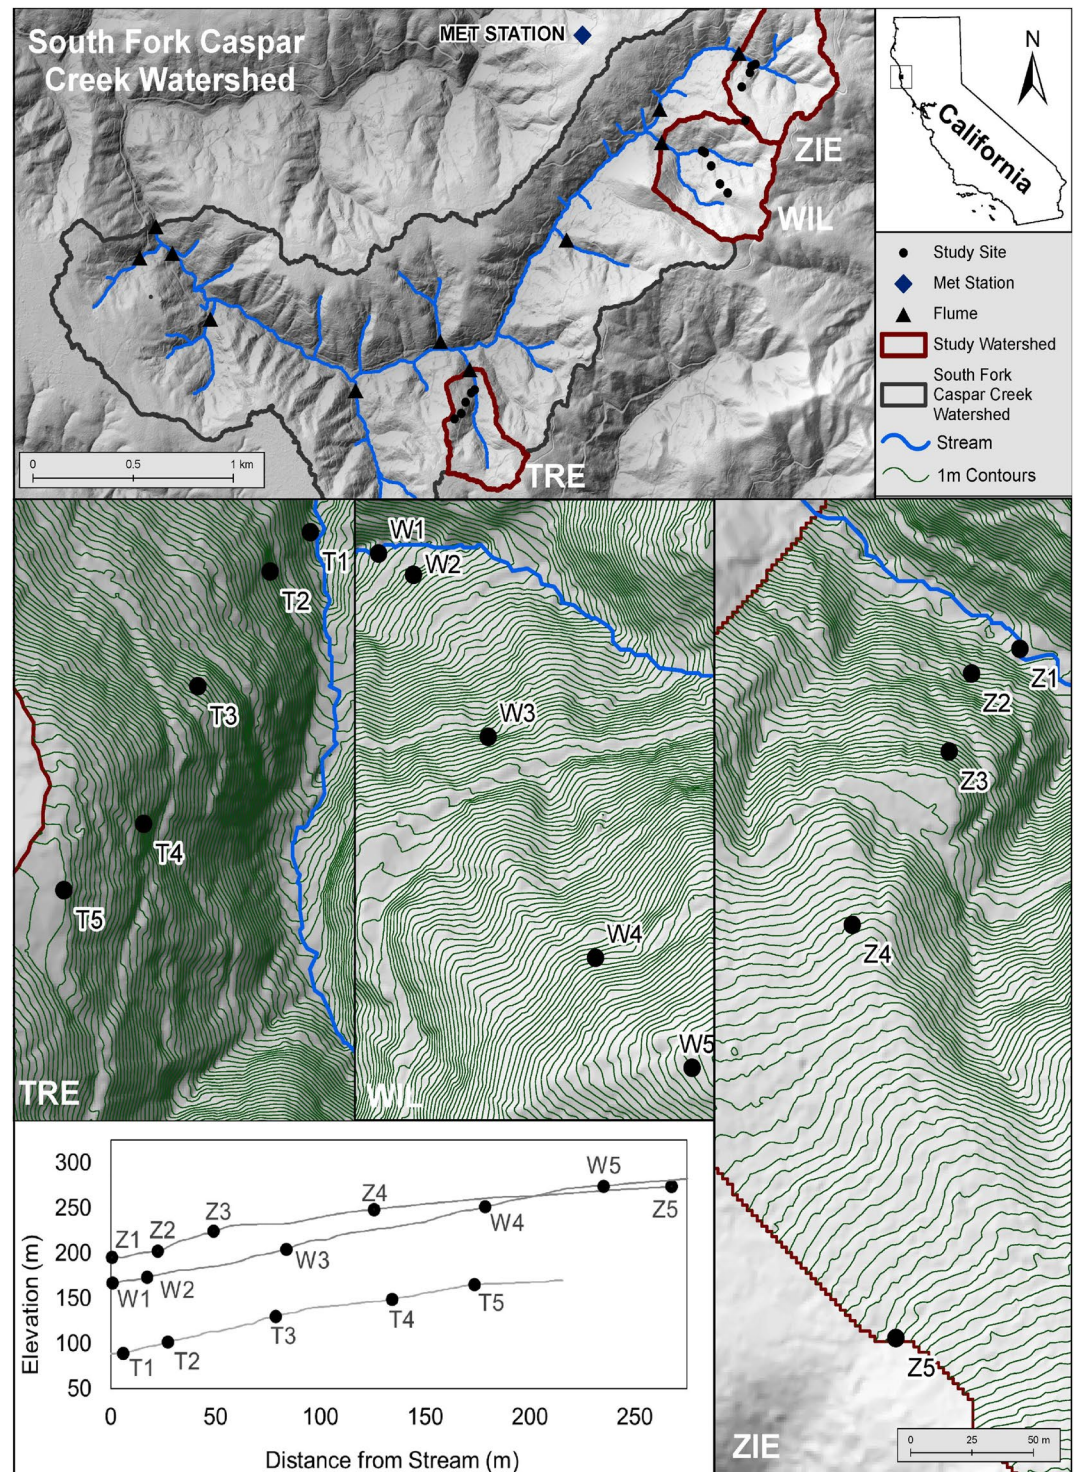 South Fork Caspar
Creek Watershed
MET STATION
ZIE
WIL
TRE
0 0.5 1 km
N
California
Study Site
Met Station
Flume
Study Watershed
South Fork
Caspar Creek
Watershed
Stream
1m Contours
T1
T2
T3
T4
T5
TRE
W1
W2
W3
W4
W5
WIL
Z1
Z2
Z3
Z4
Z5
ZIE
0 25 50 m
Elevation (m)
300
250
200
150
100
50
Z1
Z2
Z3
Z4
Z5
W1
W2
W3
W4
W5
T1
T2
T3
T4
T5
0 50 100 150 200 250
Distance from Stream (m)